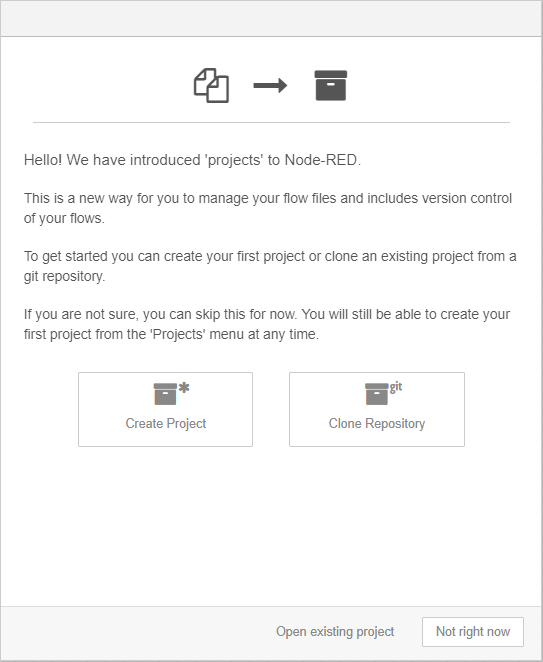 Hello! We have introduced 'projects' to Node-RED.
This is a new way for you to manage your flow files and includes version control
of your flows.
To get started you can create your first project or clone an existing project from a
git repository.
If you are not sure, you can skip this for now. You will still be able to create your
first project from the 'Projects' menu at any time.
git
Create Project
Clone Repository
Open existing project
Not right now